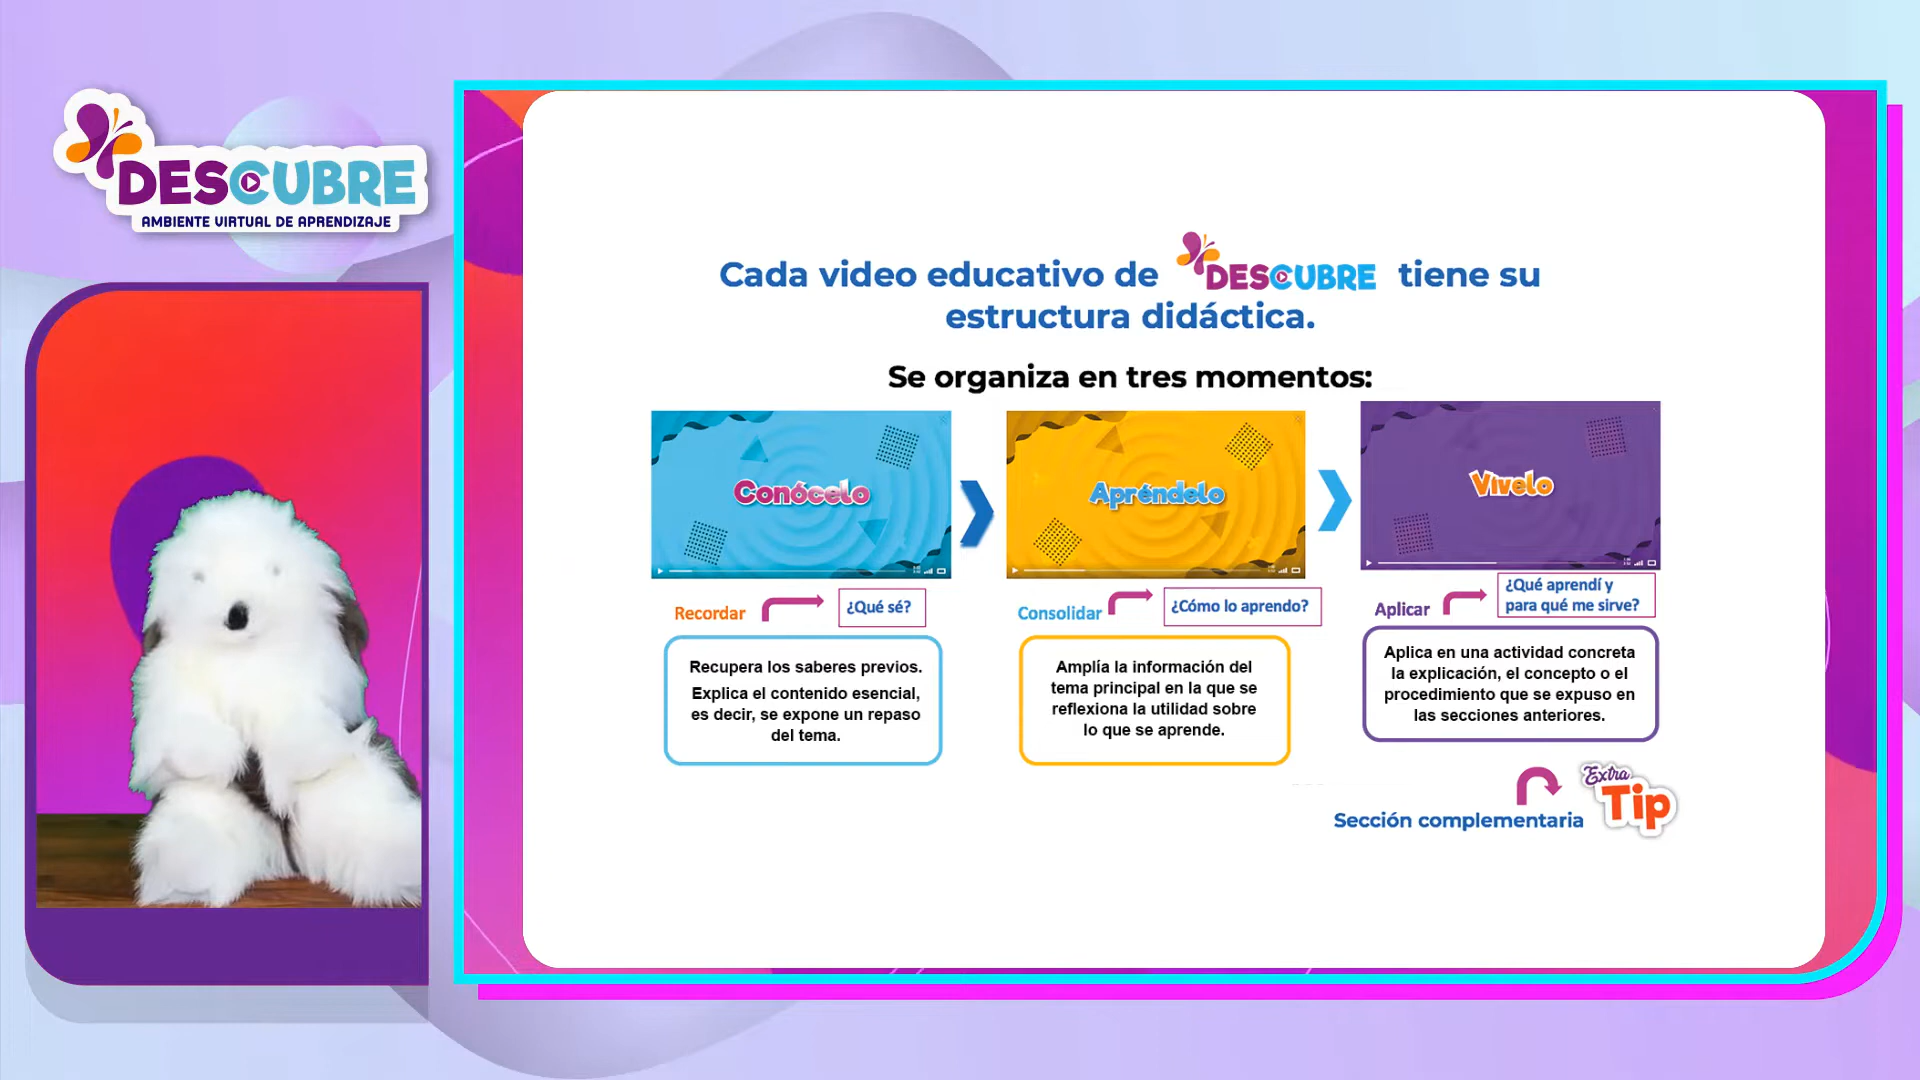 DESCUBRE
AMBIENTE VIRTUAL DE APRENDIZAJE
Cada video educativo de DESCUBRE tiene su
estructura didáctica.
Se organiza en tres momentos:
Conócelo
Recordar
¿Qué sé?
Recupera los saberes previos.
Explica el contenido esencial,
es decir, se expone un repaso
del tema.
Apréndelo
Consolidar
¿Cómo lo aprendo?
Amplía la información del
tema principal en la que se
reflexiona la utilidad sobre
lo que se aprende.
Vívelo
Aplicar
¿Qué aprendí y
para qué me sirve?
Aplica en una actividad concreta
la explicación, el concepto o el
procedimiento que se expuso en
las secciones anteriores.
Sección complementaria
Extra
Tip